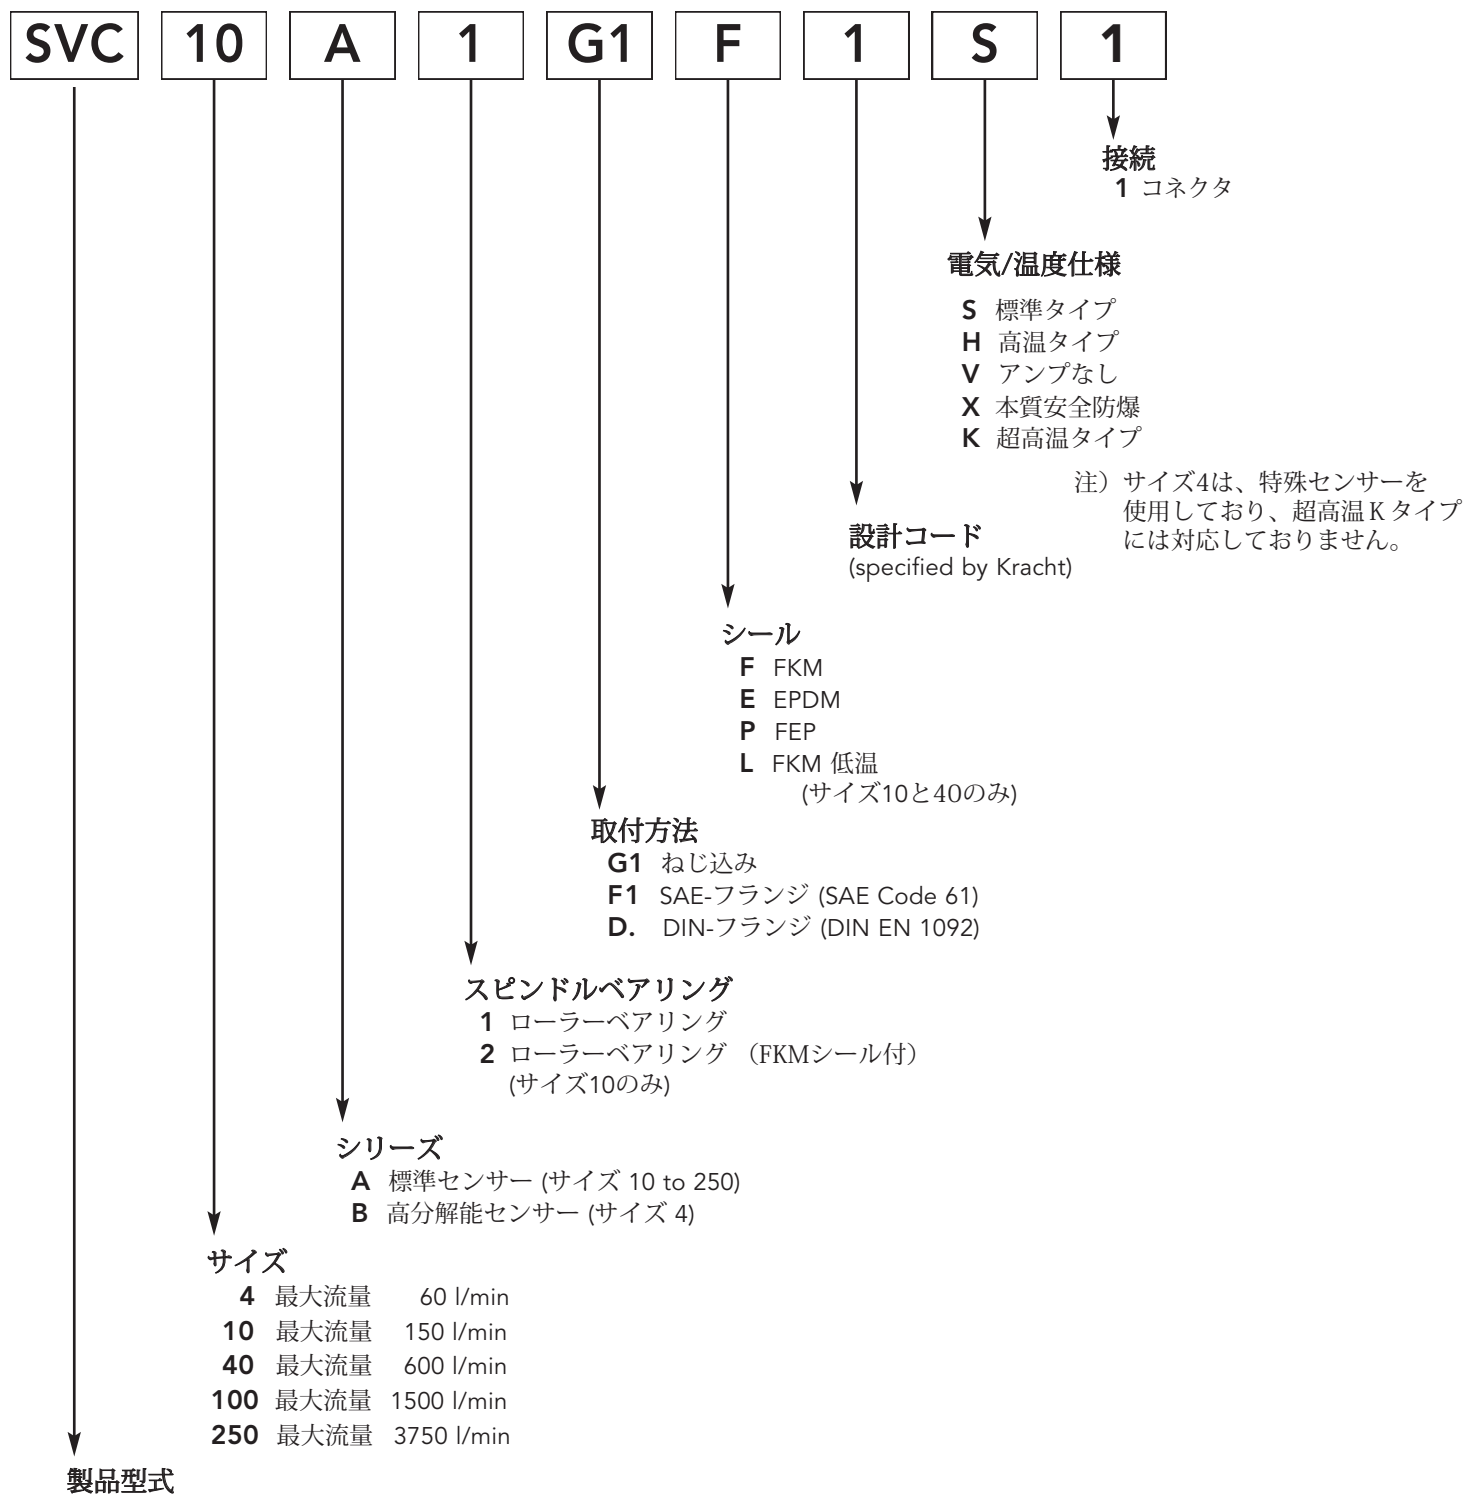 SVC 10 A 1 G1 F 1 S 1
接続
1 コネクタ
電気/温度仕様
S 標準タイプ
H 高温タイプ
V アンプなし
X 本質安全防爆
K 超高温タイプ
注）サイズ4は、特殊センサーを
使用しており、超高温Kタイプ
には対応しておりません。
設計コード
(specified by Kracht)
シール
F FKM
E EPDM
P FEP
L FKM 低温
(サイズ10と40のみ)
取付方法
G1 ねじ込み
F1 SAE-フランジ (SAE Code 61)
D. DIN-フランジ (DIN EN 1092)
スピンドルベアリング
1 ローラーベアリング
2 ローラーベアリング （FKMシール付）
(サイズ10のみ)
シリーズ
A 標準センサー (サイズ 10 to 250)
B 高分解能センサー (サイズ 4)
サイズ
4 最大流量 60 l/min
10 最大流量 150 l/min
40 最大流量 600 l/min
100 最大流量 1500 l/min
250 最大流量 3750 l/min
製品型式